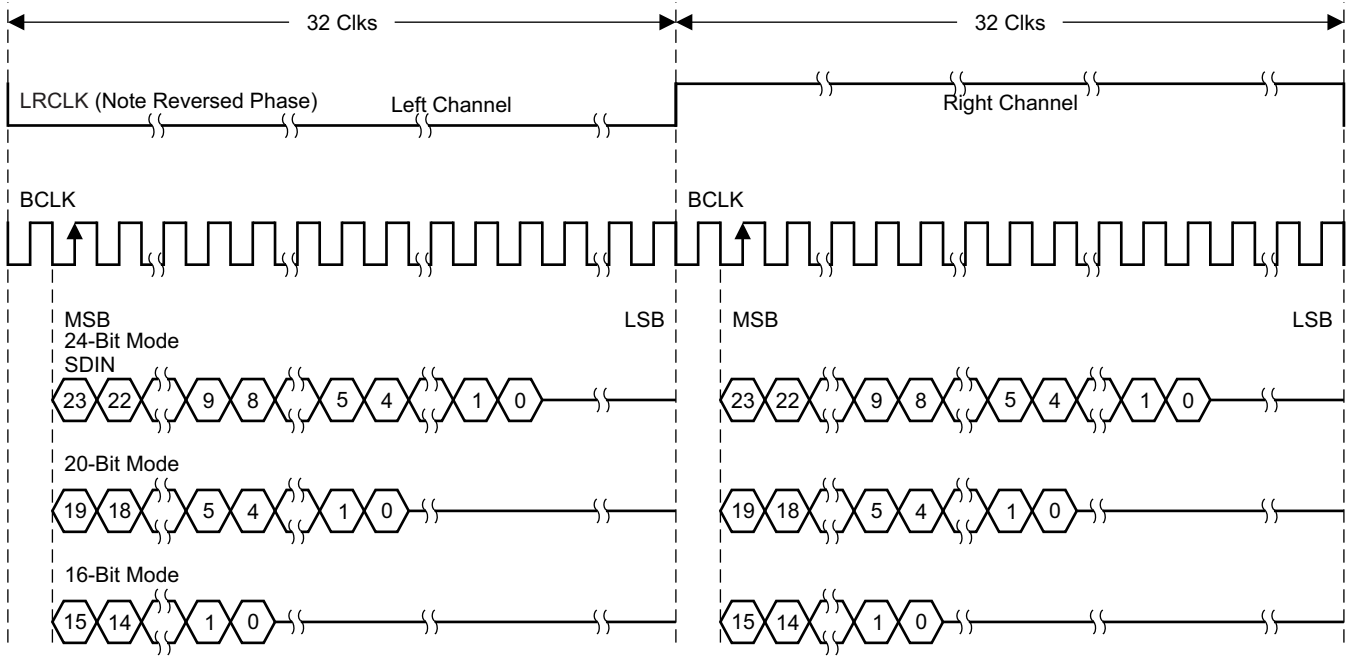 32 Clks 32 Clks
LRCLK (Note Reversed Phase) Left Channel Right Channel
BCLK BCLK
MSB LSB MSB LSB
24-Bit Mode
SDIN
23 22 9 8 5 4 1 0 23 22 9 8 5 4 1 0
20-Bit Mode
19 18 5 4 1 0 19 18 5 4 1 0
16-Bit Mode
15 14 1 0 15 14 1 0